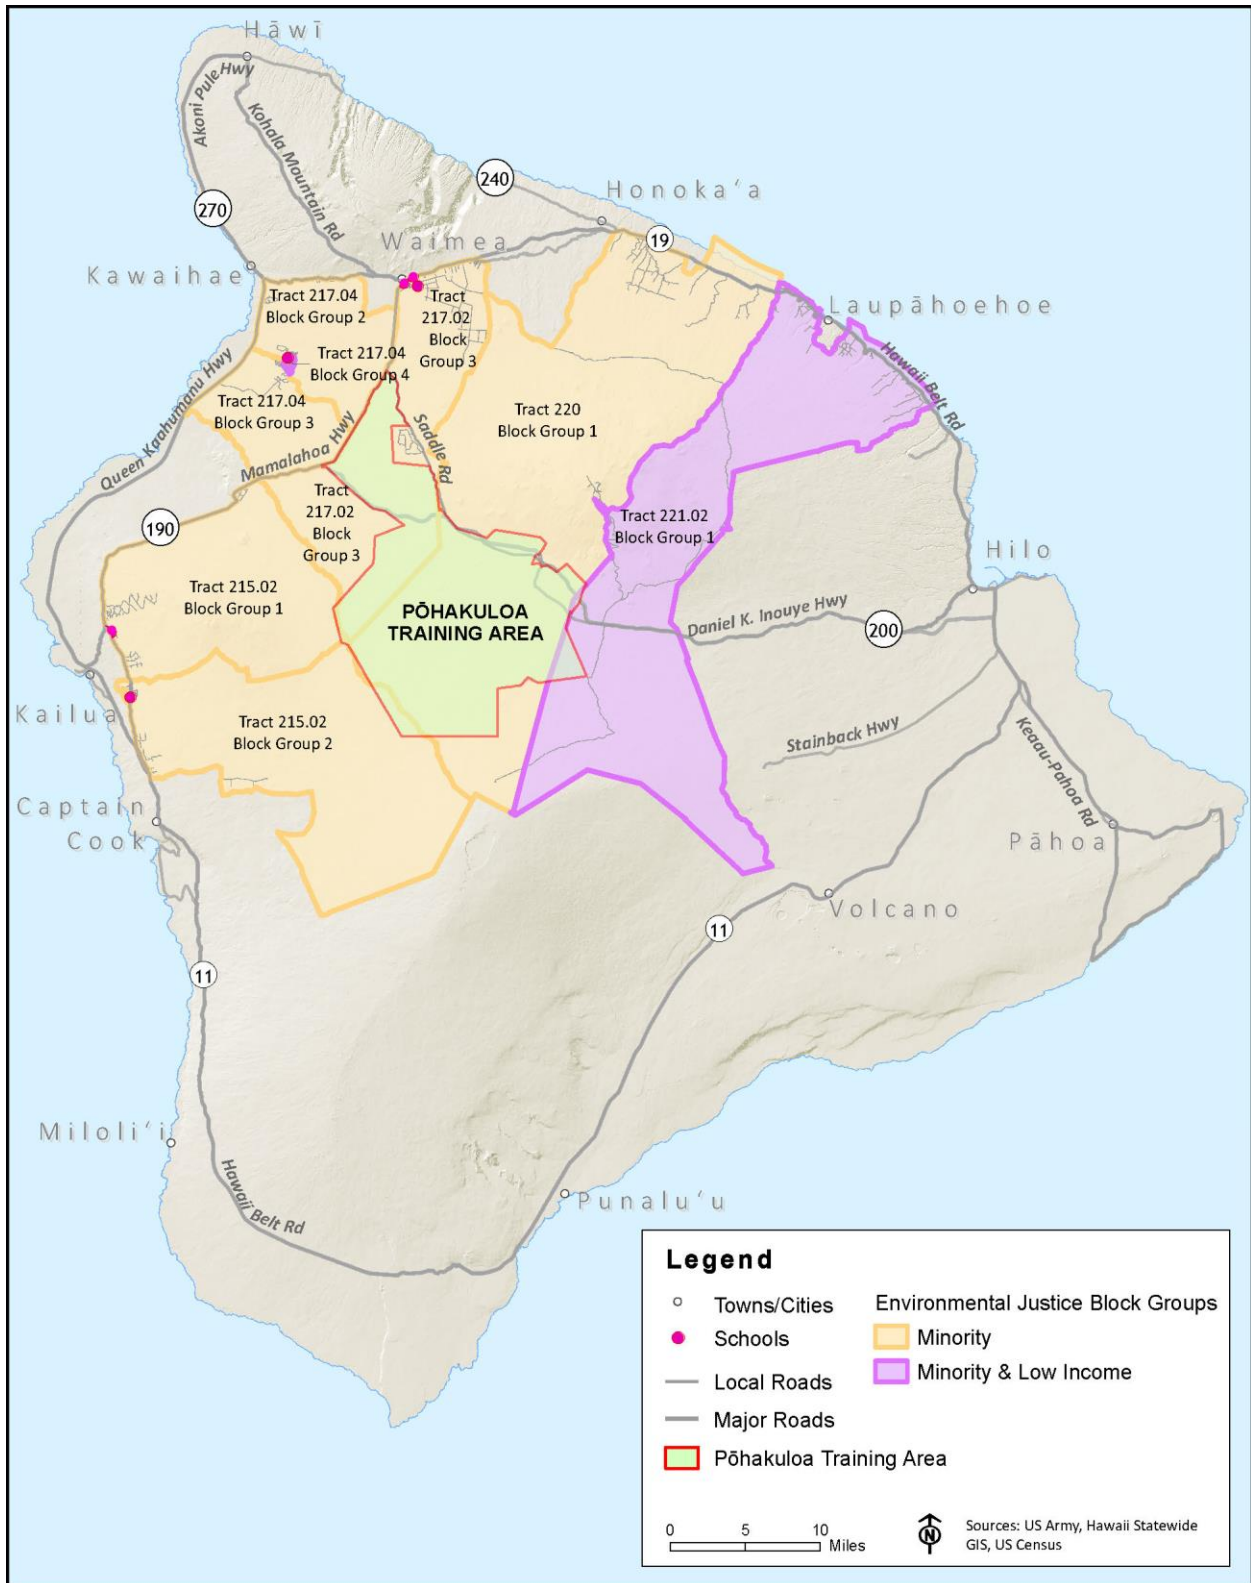 Hāwī
Akoni Pule Hwy
Kohala Mountain Rd
240
Honokaʻa
270
Waimea
19
Kawaihae
Tract 217.04
Block Group 2
Tract
217.02
Block
Group 3
Laupāhoehoe
Tract 217.04
Block Group 4
Hawaii Belt Rd
Queen Kaahumanu Hwy
Tract 217.04
Block Group 3
Mamalahoa Hwy
Saddle Rd
Tract 220
Block Group 1
Tract
217.02
Block
Group 3
190
Tract 221.02
Block Group 1
Hilo
Tract 215.02
Block Group 1
PŌHAKULOA
TRAINING AREA
Daniel K. Inouye Hwy
200
Kailua
Tract 215.02
Block Group 2
Stainback Hwy
Keaau-Pahoa Rd
Captain
Cook
Pāhoa
Volcano
11
11
Miloliʻi
Hawaii Belt Rd
Punaluʻu
Legend
Towns/Cities
Schools
Local Roads
Major Roads
Pōhakuloa Training Area
Environmental Justice Block Groups
Minority
Minority & Low Income
0 5 10
Miles
N
Sources: US Army, Hawaii Statewide
GIS, US Census